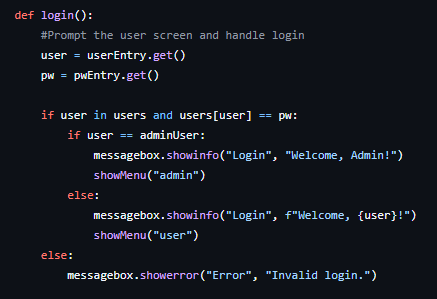 def login():
    #Prompt the user screen and handle login
    user = userEntry.get()
    pw = pwEntry.get()

    if user in users and users[user] == pw:
        if user == adminUser:
            messagebox.showinfo("Login", "Welcome, Admin!")
            showMenu("admin")
        else:
            messagebox.showinfo("Login", f"Welcome, {user}!")
            showMenu("user")
    else:
        messagebox.showerror("Error", "Invalid login.")